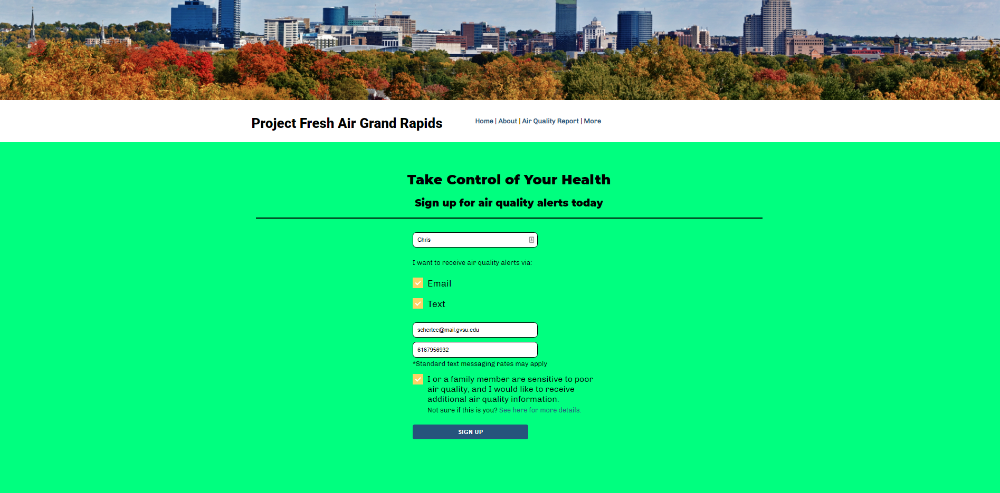 Project Fresh Air Grand Rapids
Home | About | Air Quality Report | More
Take Control of Your Health
Sign up for air quality alerts today
Chris
I want to receive air quality alerts via:
Email
Text
schertec@mail.gvsu.edu
6167956932
*Standard text messaging rates may apply
I or a family member are sensitive to poor
air quality, and I would like to receive
additional air quality information.
Not sure if this is you? See here for more details.
SIGN UP